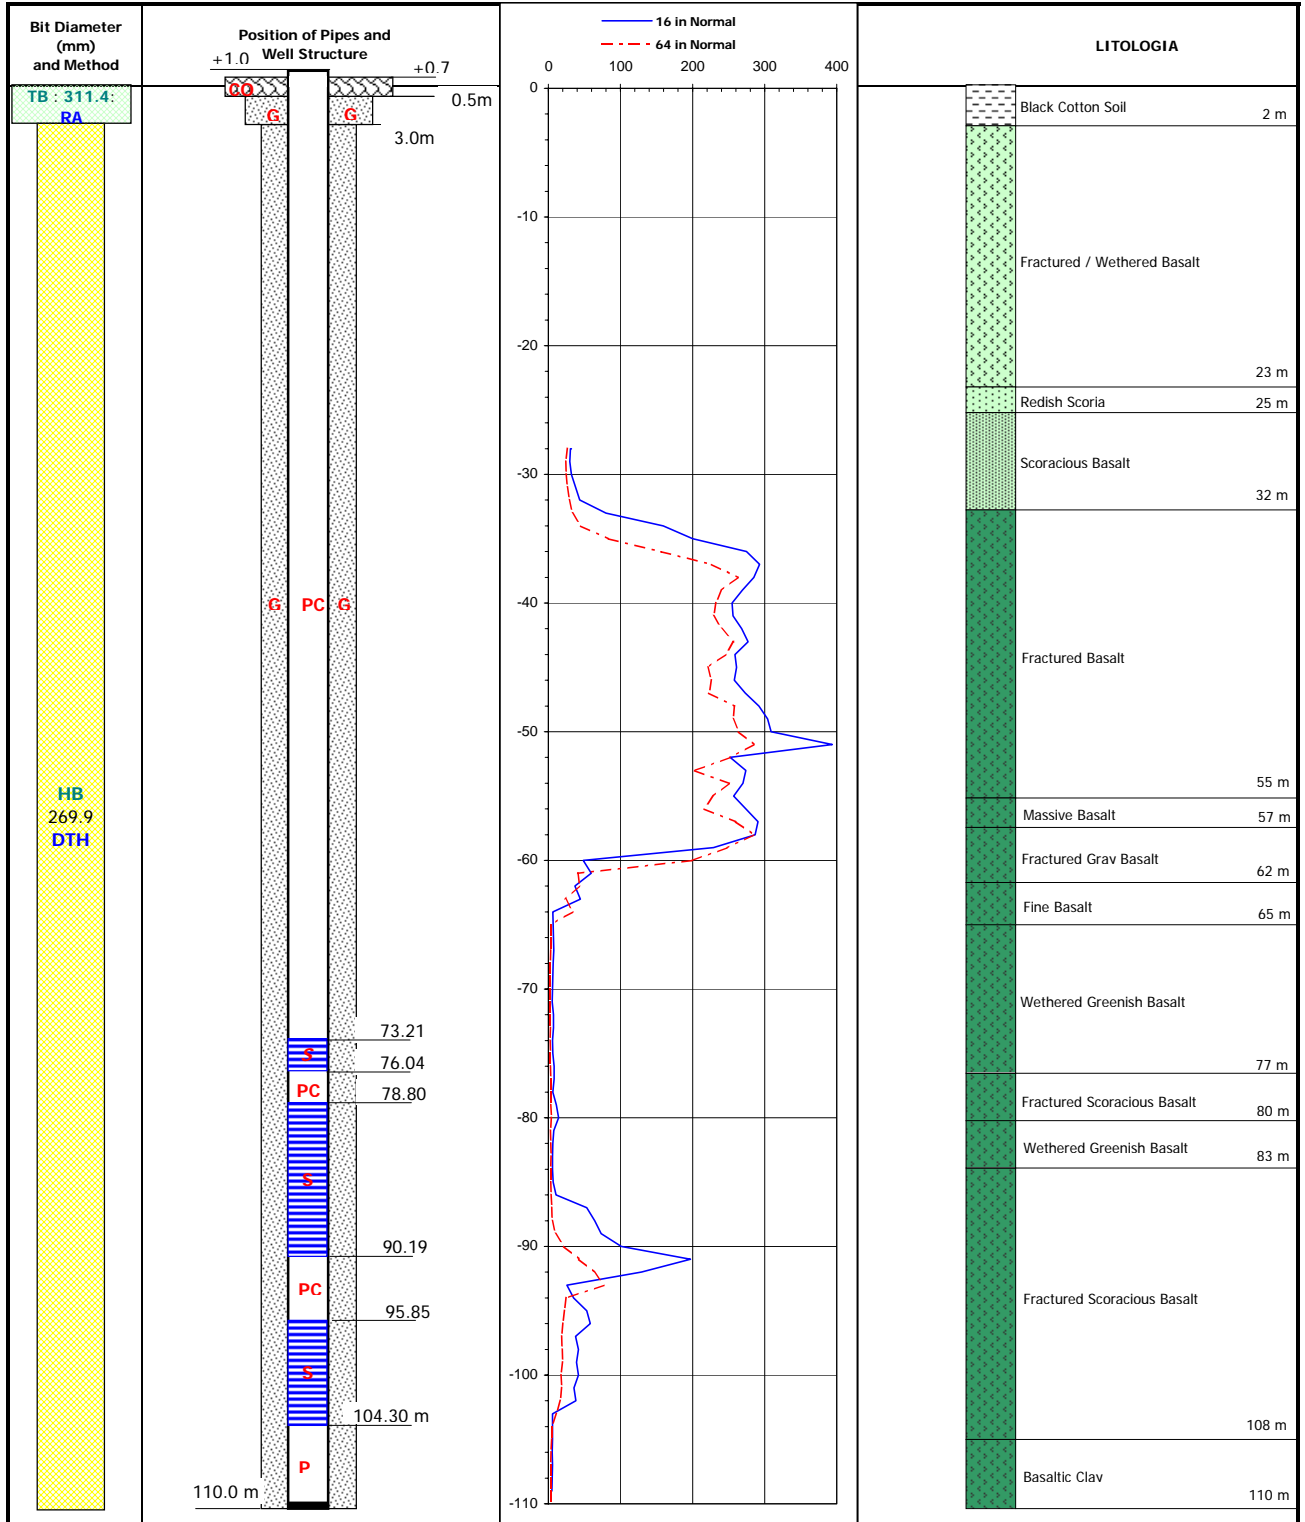 Bit Diameter
(mm)
and Method
Position of Pipes and
Well Structure
16 in Normal
64 in Normal
LITOLOGIA
+1.0
+0.7
0 100 200 300 400
TB : 311.4:
RA
CO
0.5m
G G
3.0m
0
-10
-20
-30
-40
-50
-60
-70
-80
-90
-100
-110
Black Cotton Soil
2 m
Fractured / Wethered Basalt
23 m
Redish Scoria
25 m
Scoracious Basalt
32 m
G PC G
Fractured Basalt
55 m
HB
269.9
DTH
Massive Basalt
57 m
Fractured Grav Basalt
62 m
Fine Basalt
65 m
Wethered Greenish Basalt
77 m
73.21
S
76.04
PC
78.80
Fractured Scoracious Basalt
80 m
Wethered Greenish Basalt
83 m
S
90.19
PC
95.85
Fractured Scoracious Basalt
108 m
S
104.30 m
P
110.0 m
Basaltic Clav
110 m